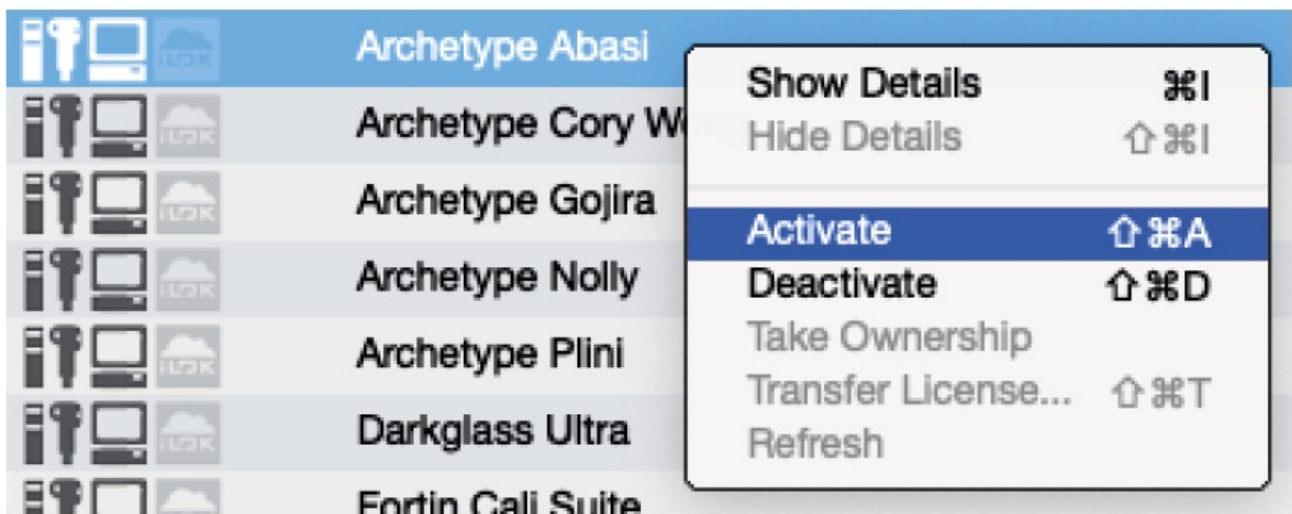 Archetype Abasi
Archetype Cory Wong
Archetype Gojira
Archetype Nolly
Archetype Plini
Darkglass Ultra
Fortin Cali Suite
Show Details ⌘I
Hide Details ⇧⌘I
Activate ⇧⌘A
Deactivate ⇧⌘D
Take Ownership
Transfer License... ⇧⌘T
Refresh